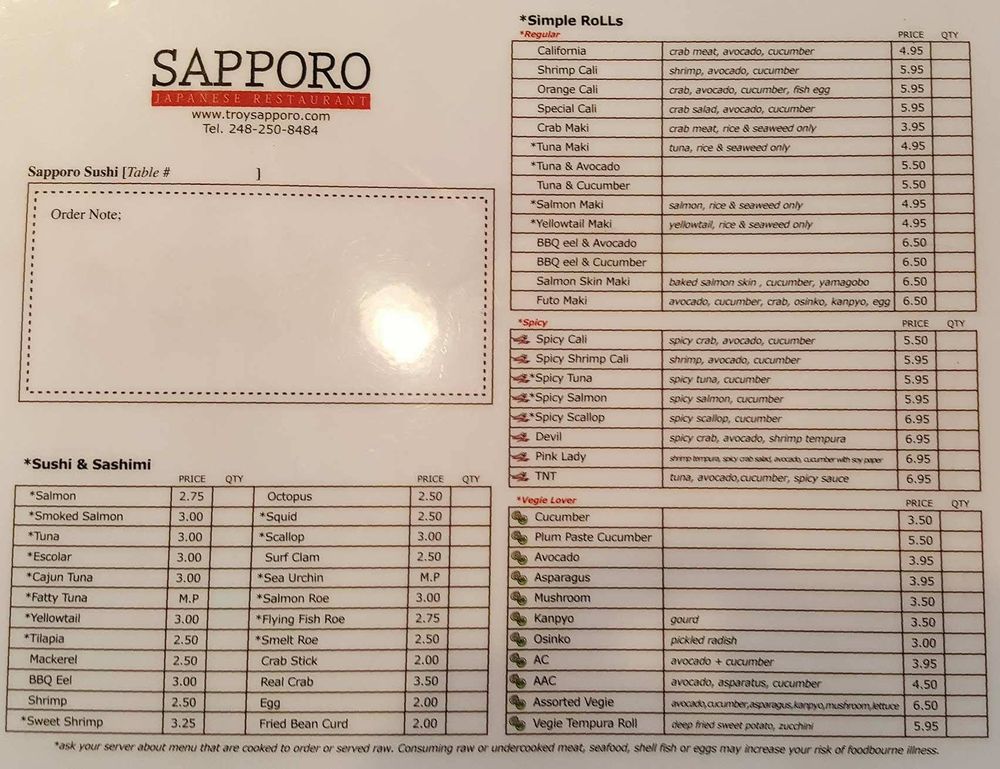 SAPPORO
JAPANESE RESTAURANT
www.troysapporo.com
Tel. 248-250-8484
Sapporo Sushi [Table # ]
Order Note;
*Sushi & Sashimi
PRICE QTY PRICE QTY
*Salmon 2.75 Octopus 2.50
*Smoked Salmon 3.00 *Squid 2.50
*Tuna 3.00 *Scallop 3.00
*Escolar 3.00 Surf Clam 2.50
*Cajun Tuna 3.00 *Sea Urchin M.P
*Fatty Tuna M.P *Salmon Roe 3.00
*Yellowtail 3.00 *Flying Fish Roe 2.75
*Tilapia 2.50 *Smelt Roe 2.50
Mackerel 2.50 Crab Stick 2.00
BBQ Eel 3.00 Real Crab 3.50
Shrimp 2.50 Egg 2.00
*Sweet Shrimp 3.25 Fried Bean Curd 2.00
*Simple RoLLs
*Regular PRICE QTY
California crab meat, avocado, cucumber 4.95
Shrimp Cali shrimp, avocado, cucumber 5.95
Orange Cali crab, avocado, cucumber, fish egg 5.95
Special Cali crab salad, avocado, cucumber 5.95
Crab Maki crab meat, rice & seaweed only 3.95
*Tuna Maki tuna, rice & seaweed only 4.95
*Tuna & Avocado 5.50
Tuna & Cucumber 5.50
*Salmon Maki salmon, rice & seaweed only 4.95
*Yellowtail Maki yellowtail, rice & seaweed only 4.95
BBQ eel & Avocado 6.50
BBQ eel & Cucumber 6.50
Salmon Skin Maki baked salmon skin , cucumber, yamagobo 6.50
Futo Maki avocado, cucumber, crab, osinko, kanpyo, egg 6.50
*Spicy PRICE QTY
Spicy Cali spicy crab, avocado, cucumber 5.50
Spicy Shrimp Cali shrimp, avocado, cucumber 5.95
*Spicy Tuna spicy tuna, cucumber 5.95
*Spicy Salmon spicy salmon, cucumber 5.95
*Spicy Scallop spicy scallop, cucumber 6.95
Devil spicy crab, avocado, shrimp tempura 6.95
Pink Lady shrimp tempura, spicy crab salad, avocado, cucumber with soy paper 6.95
TNT tuna, avocado,cucumber, spicy sauce 6.95
*Vegie Lover PRICE QTY
Cucumber 3.50
Plum Paste Cucumber 5.50
Avocado 3.95
Asparagus 3.95
Mushroom 3.50
Kanpyo gourd 3.50
Osinko pickled radish 3.00
AC avocado + cucumber 3.95
AAC avocado, asparatus, cucumber 4.50
Assorted Vegie avocado,cucumber,asparagus,kanpyo,mushroom,lettuce 6.50
Vegie Tempura Roll deep fried sweet potato, zucchini 5.95
*ask your server about menu that are cooked to order or served raw. Consuming raw or undercooked meat, seafood, shell fish or eggs may increase your risk of foodbourne illness.